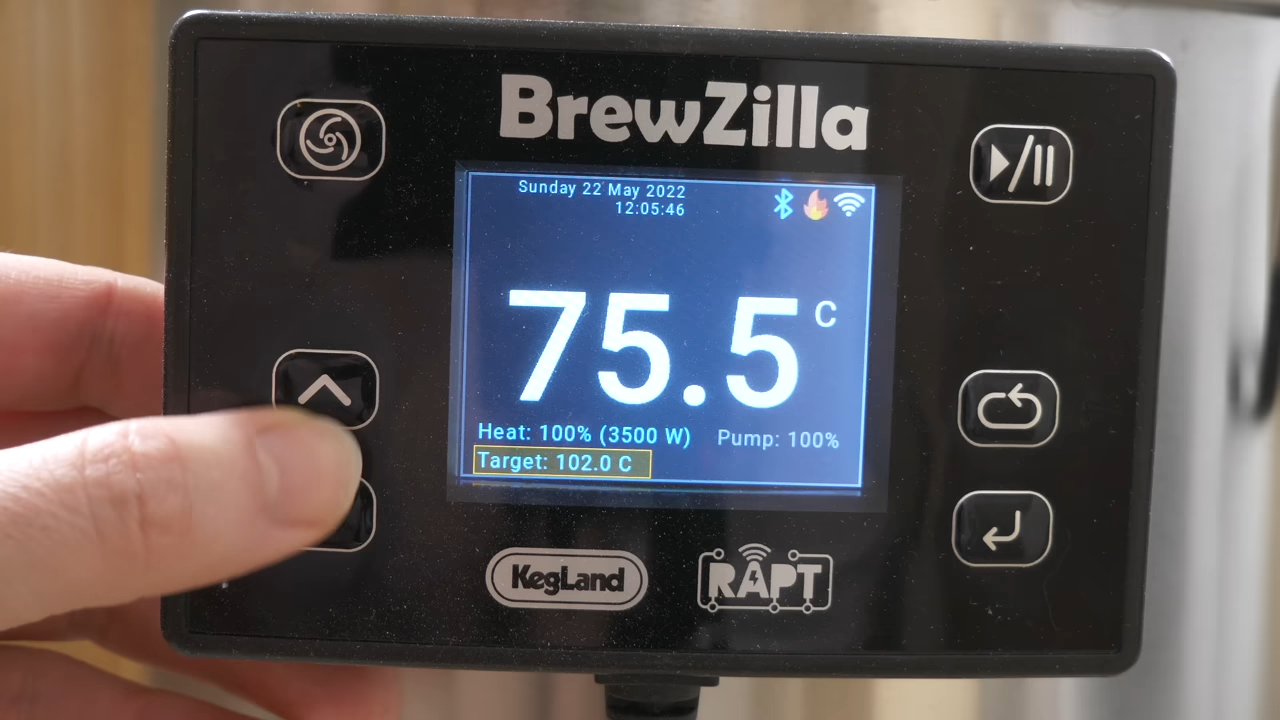 BrewZilla
Sunday 22 May 2022
12:05:46
75.5 C
Heat: 100% (3500 W) Pump: 100%
Target: 102.0 C
KegLand
RAPT